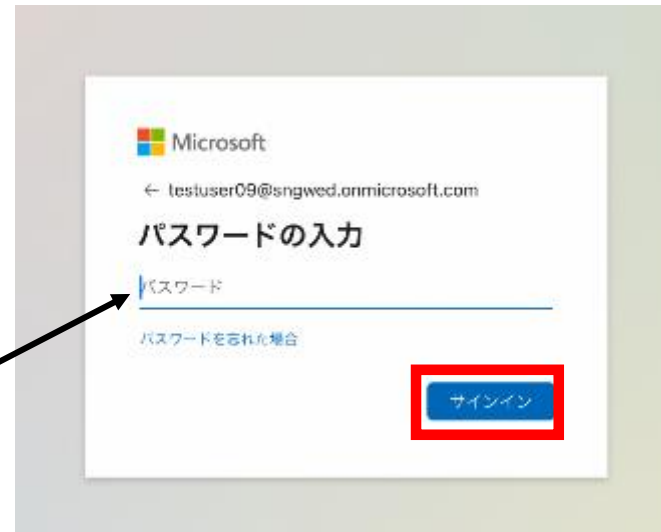 Microsoft
← testuser09@sngwed.onmicrosoft.com
パスワードの入力
パスワード
パスワードを忘れた場合
サインイン